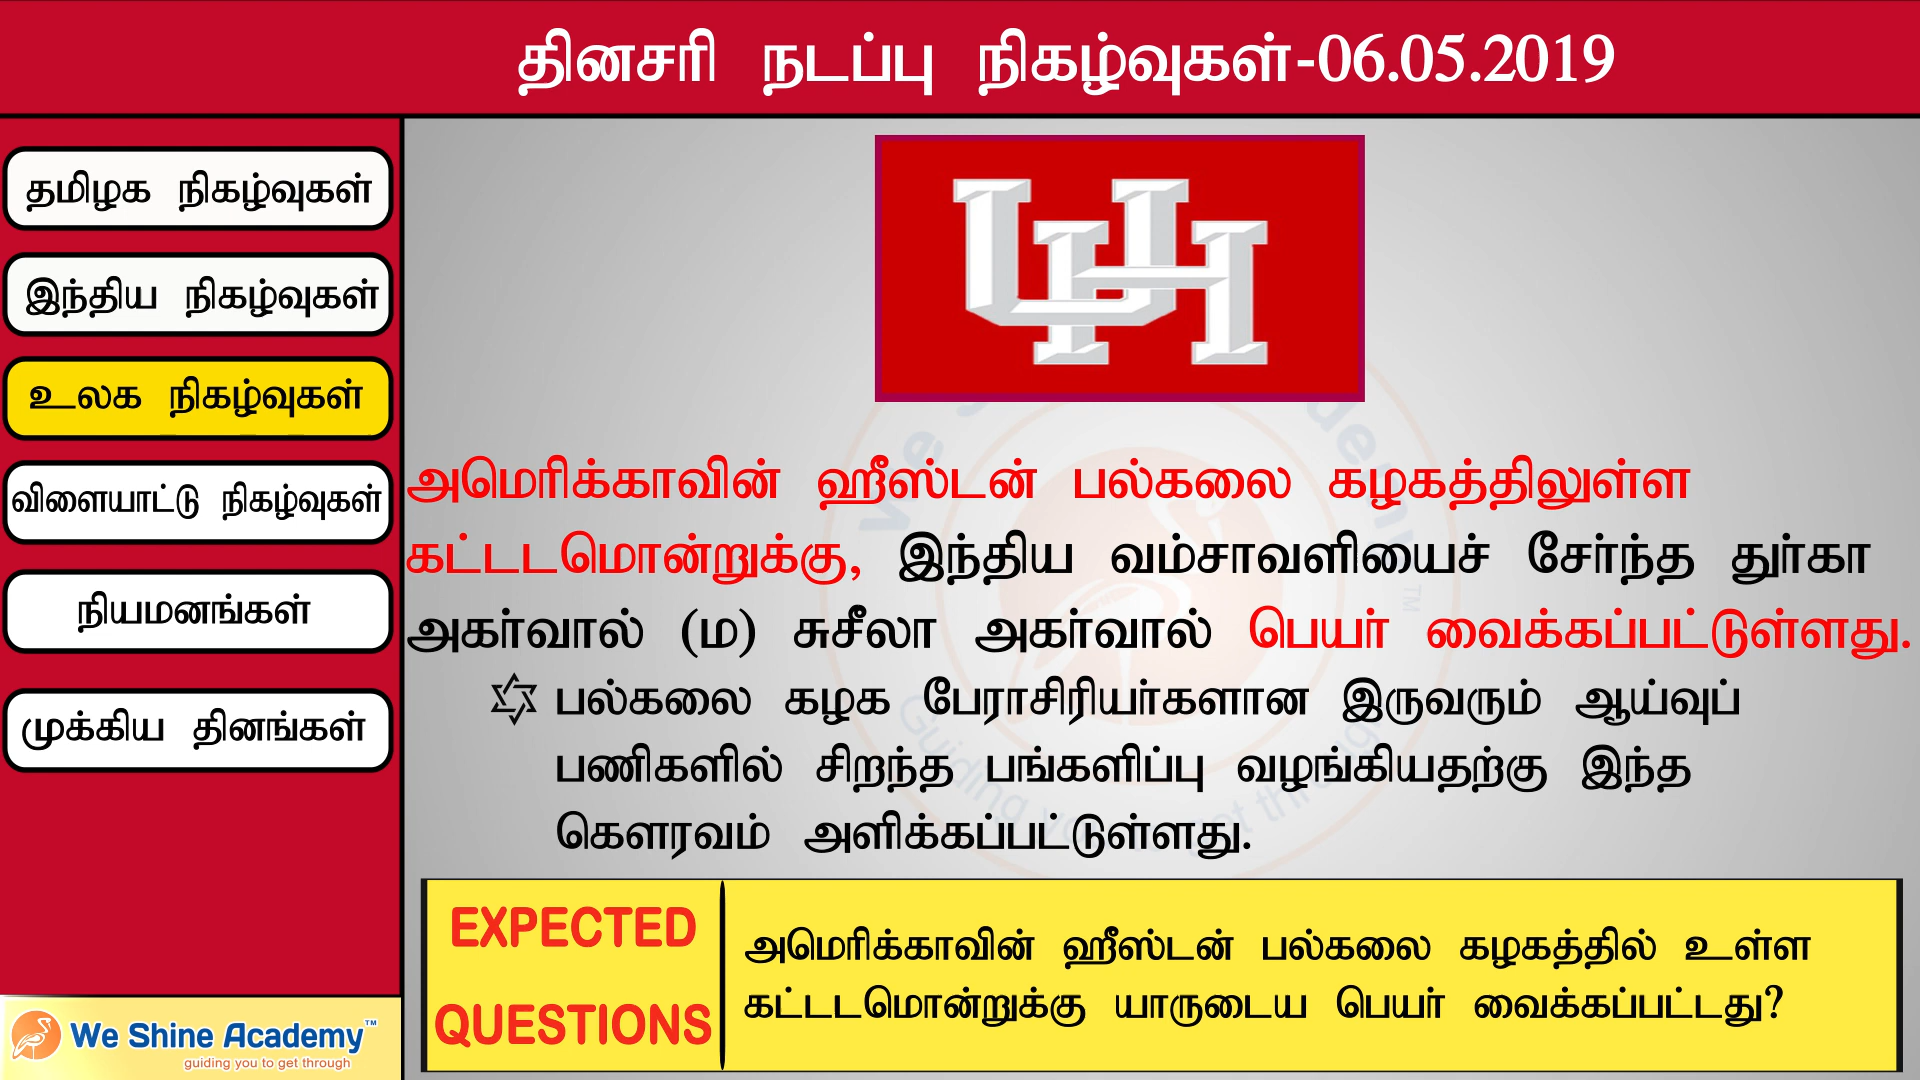 தினசரி நடப்பு நிகழ்வுகள்-06.05.2019
தமிழக நிகழ்வுகள்
இந்திய நிகழ்வுகள்
உலக நிகழ்வுகள்
விளையாட்டு நிகழ்வுகள்
நியமனங்கள்
முக்கிய தினங்கள்
UH
அமெரிக்காவின் ஹீஸ்டன் பல்கலை கழகத்திலுள்ள
கட்டடமொன்றுக்கு, இந்திய வம்சாவளியைச் சேர்ந்த துர்கா
அகர்வால் (ம) சுசீலா அகர்வால் பெயர் வைக்கப்பட்டுள்ளது.
பல்கலை கழக பேராசிரியர்களான இருவரும் ஆய்வுப்
பணிகளில் சிறந்த பங்களிப்பு வழங்கியதற்கு இந்த
கௌரவம் அளிக்கப்பட்டுள்ளது.
EXPECTED
QUESTIONS
அமெரிக்காவின் ஹீஸ்டன் பல்கலை கழகத்தில் உள்ள
கட்டடமொன்றுக்கு யாருடைய பெயர் வைக்கப்பட்டது?
We Shine Academy™
guiding you to get through